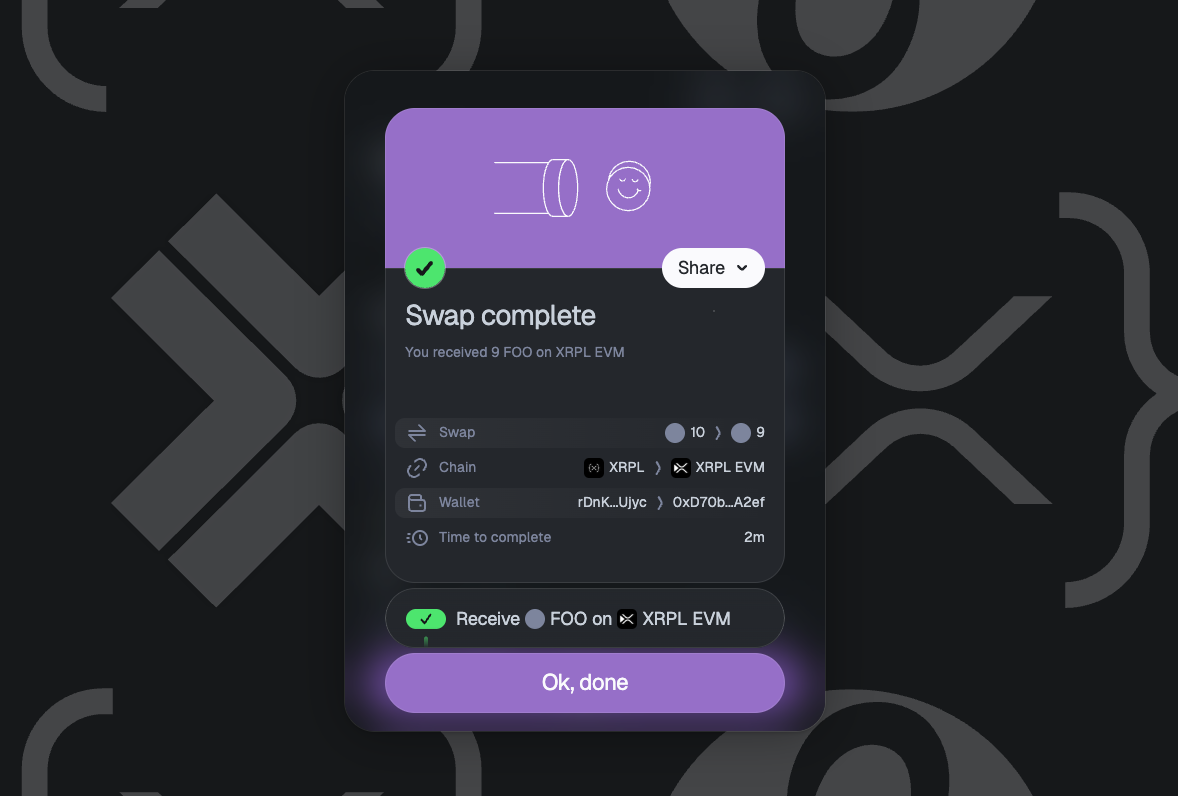 Share
Swap complete
You received 9 FOO on XRPL EVM
Swap 10 9
Chain XRPL XRPL EVM
Wallet rDnK...Ujyc 0xD70b...A2ef
Time to complete 2m
Receive FOO on XRPL EVM
Ok, done